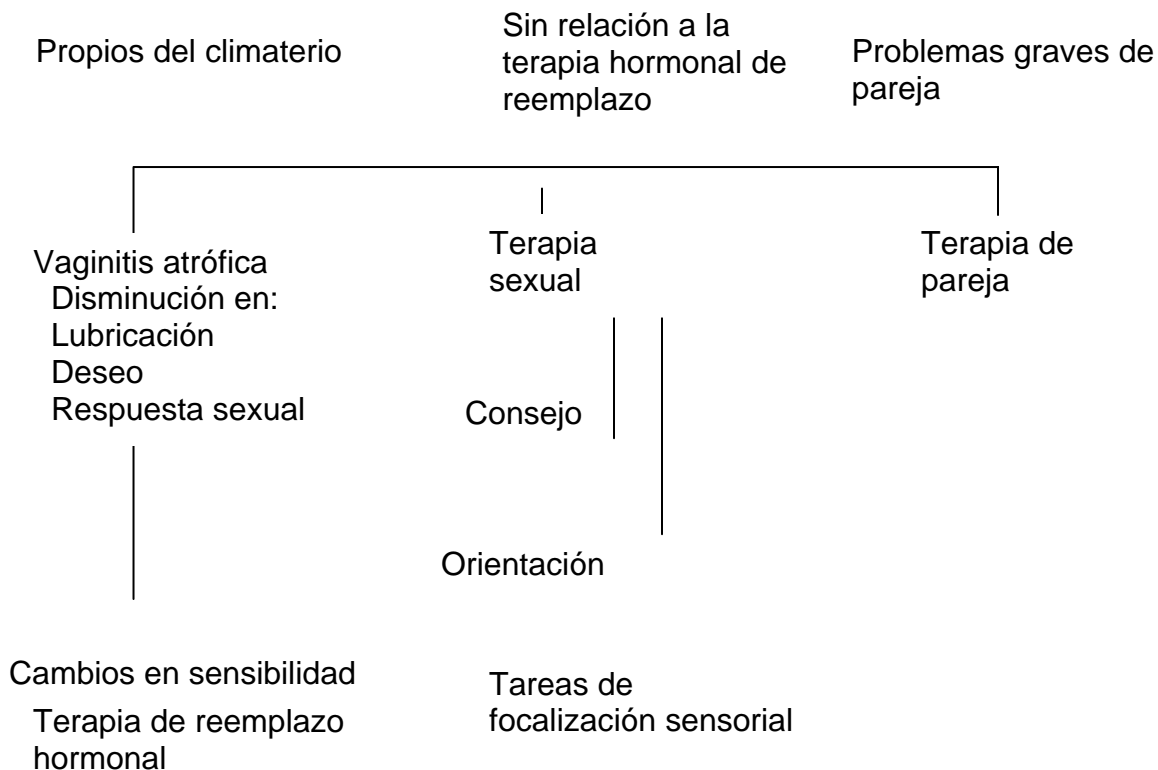 Propios del climaterio
Sin relación a la
terapia hormonal de
reemplazo
Problemas graves de
pareja
Vaginitis atrófica
Disminución en:
Lubricación
Deseo
Respuesta sexual
Terapia
sexual
Terapia de
pareja
Consejo
Orientación
Cambios en sensibilidad
Terapia de reemplazo
hormonal
Tareas de
focalización sensorial